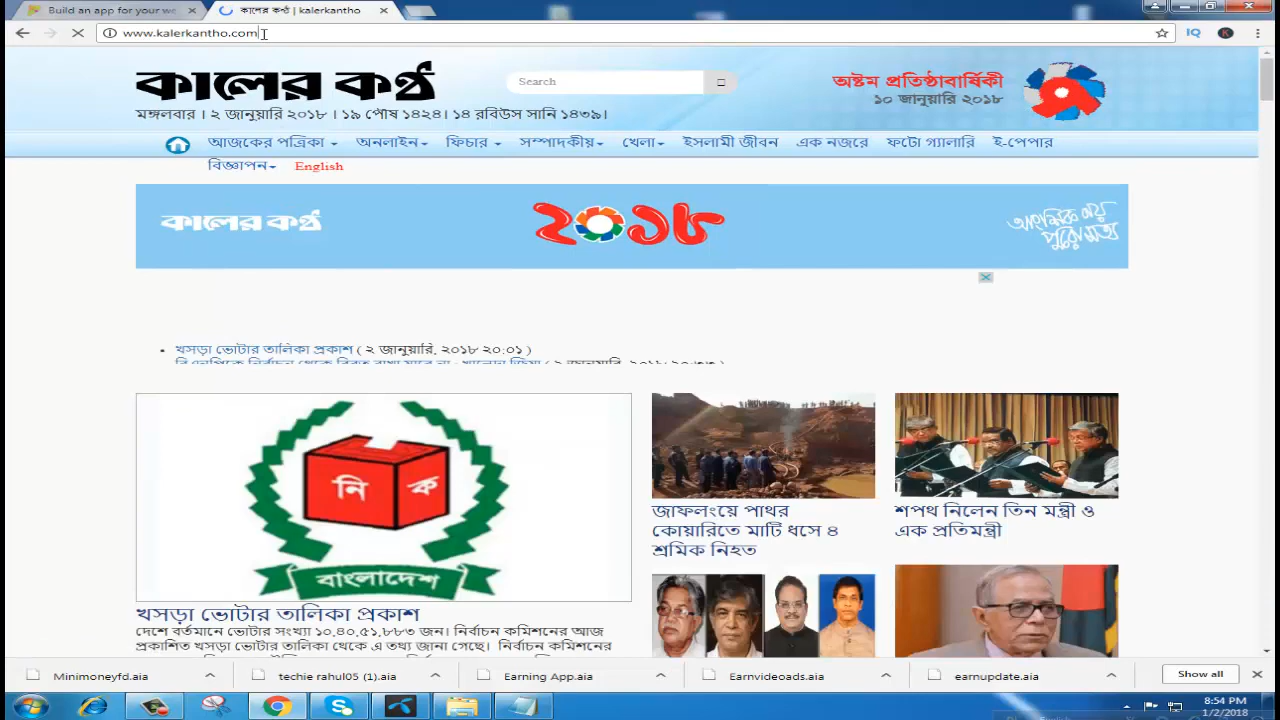 Build an app for your we
কালের কণ্ঠ | kalerkantho
www.kalerkantho.com
কালের কণ্ঠ
Search
অষ্টম প্রতিষ্ঠাবার্ষিকী
১০ জানুয়ারি ২০১৮
মঙ্গলবার । ২ জানুয়ারি ২০১৮ । ১৯ পৌষ ১৪২৪। ১৪ রবিউস সানি ১৪৩৯।
আজকের পত্রিকা অনলাইন ফিচার সম্পাদকীয় খেলা ইসলামী জীবন এক নজরে ফটো গ্যালারি ই-পেপার
বিজ্ঞাপন English
কালের কণ্ঠ
২০১৮
আংশিক নয়
পুরো সত্য
খসড়া ভোটার তালিকা প্রকাশ ( ২ জানুয়ারি, ২০১৮ ২০:০১ )
নি ক
বাংলাদেশ
খসড়া ভোটার তালিকা প্রকাশ
দেশে বর্তমানে ভোটার সংখ্যা ১০,৪০,৫১,৮৮৩ জন। নির্বাচন কমিশনের আজ
প্রকাশিত খসড়া ভোটার তালিকা থেকে এ তথ্য জানা গেছে। নির্বাচন কমিশনের
জাফলংয়ে পাথর
কোয়ারিতে মাটি ধসে ৪
শ্রমিক নিহত
শপথ নিলেন তিন মন্ত্রী ও
এক প্রতিমন্ত্রী
Minimoneyfd.aia
techie rahul05 (1).aia
Earning App.aia
Earnvideoads.aia
earnupdate.aia
Show all
8:54 PM
1/2/2018